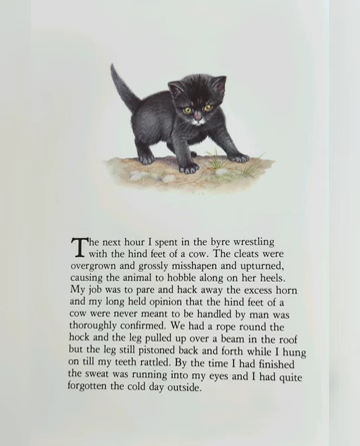 The next hour I spent in the byre wrestling
with the hind feet of a cow. The cleats were
overgrown and grossly misshapen and upturned,
causing the animal to hobble along on her heels.
My job was to pare and hack away the excess horn
and my long held opinion that the hind feet of a
cow were never meant to be handled by man was
thoroughly confirmed. We had a rope round the
hock and the leg pulled up over a beam in the roof
but the leg still pistoned back and forth while I hung
on till my teeth rattled. By the time I had finished
the sweat was running into my eyes and I had quite
forgotten the cold day outside.